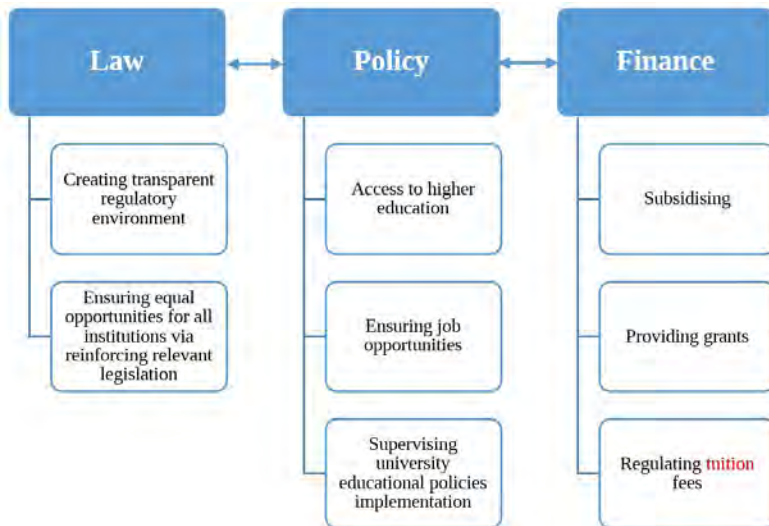 Law
Creating transparent
regulatory
environment
Ensuring equal
opportunities for all
institutions via
reinforcing relevant
legislation
Policy
Access to higher
education
Ensuring job
opportunities
Supervising
university
educational policies
implementation
Finance
Subsidising
Providing grants
Regulating tnition
fees